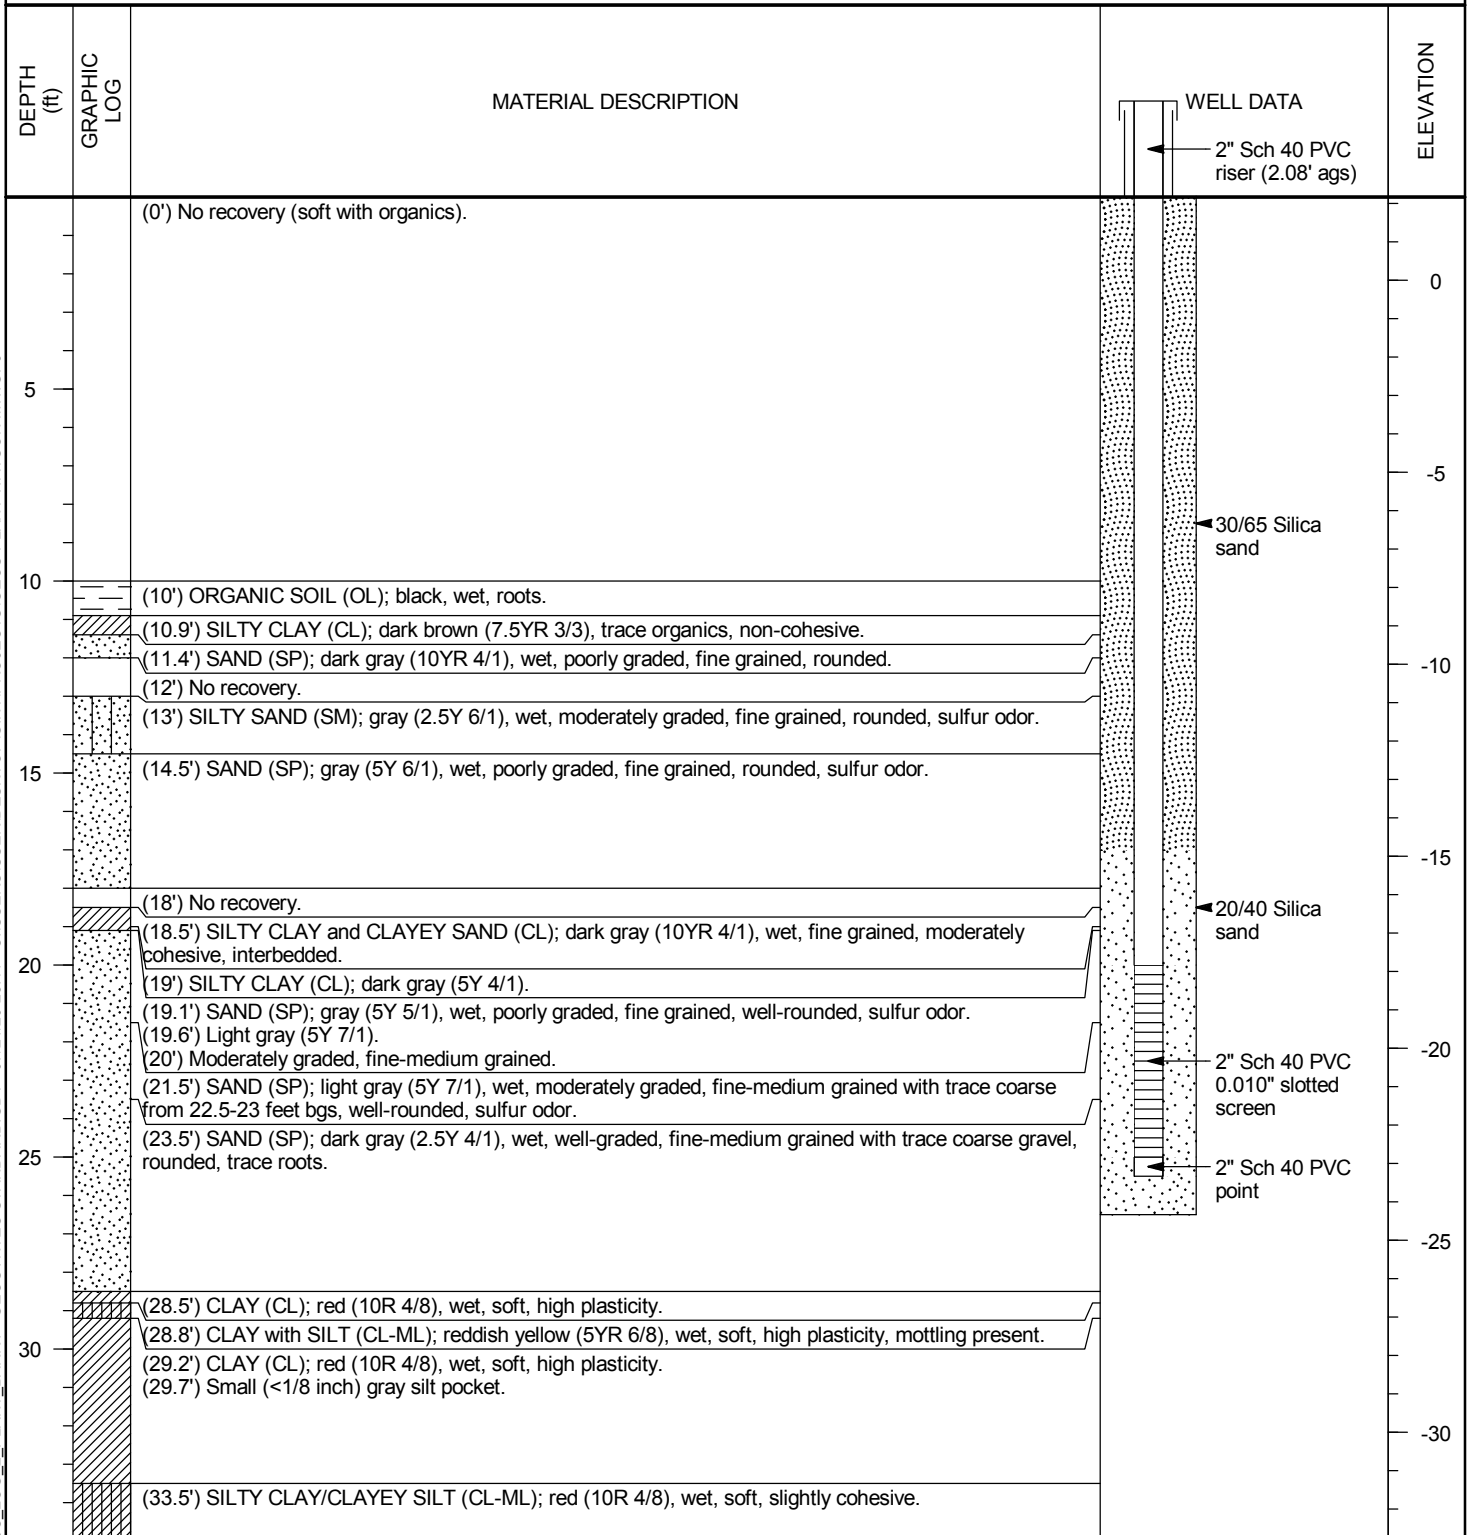 DEPTH
(ft)
GRAPHIC
LOG
MATERIAL DESCRIPTION
WELL DATA
ELEVATION
2" Sch 40 PVC
riser (2.08' ags)
(0') No recovery (soft with organics).
0
5
-5
30/65 Silica
sand
10
(10') ORGANIC SOIL (OL); black, wet, roots.
(10.9') SILTY CLAY (CL); dark brown (7.5YR 3/3), trace organics, non-cohesive.
(11.4') SAND (SP); dark gray (10YR 4/1), wet, poorly graded, fine grained, rounded.
-10
(12') No recovery.
(13') SILTY SAND (SM); gray (2.5Y 6/1), wet, moderately graded, fine grained, rounded, sulfur odor.
15
(14.5') SAND (SP); gray (5Y 6/1), wet, poorly graded, fine grained, rounded, sulfur odor.
-15
(18') No recovery.
20/40 Silica
sand
(18.5') SILTY CLAY and CLAYEY SAND (CL); dark gray (10YR 4/1), wet, fine grained, moderately
cohesive, interbedded.
20
(19') SILTY CLAY (CL); dark gray (5Y 4/1).
(19.1') SAND (SP); gray (5Y 5/1), wet, poorly graded, fine grained, well-rounded, sulfur odor.
(19.6') Light gray (5Y 7/1).
(20') Moderately graded, fine-medium grained.
-20
2" Sch 40 PVC
0.010" slotted
screen
(21.5') SAND (SP); light gray (5Y 7/1), wet, moderately graded, fine-medium grained with trace coarse
from 22.5-23 feet bgs, well-rounded, sulfur odor.
(23.5') SAND (SP); dark gray (2.5Y 4/1), wet, well-graded, fine-medium grained with trace coarse gravel,
rounded, trace roots.
25
2" Sch 40 PVC
point
-25
(28.5') CLAY (CL); red (10R 4/8), wet, soft, high plasticity.
(28.8') CLAY with SILT (CL-ML); reddish yellow (5YR 6/8), wet, soft, high plasticity, mottling present.
30
(29.2') CLAY (CL); red (10R 4/8), wet, soft, high plasticity.
(29.7') Small (<1/8 inch) gray silt pocket.
-30
(33.5') SILTY CLAY/CLAYEY SILT (CL-ML); red (10R 4/8), wet, soft, slightly cohesive.